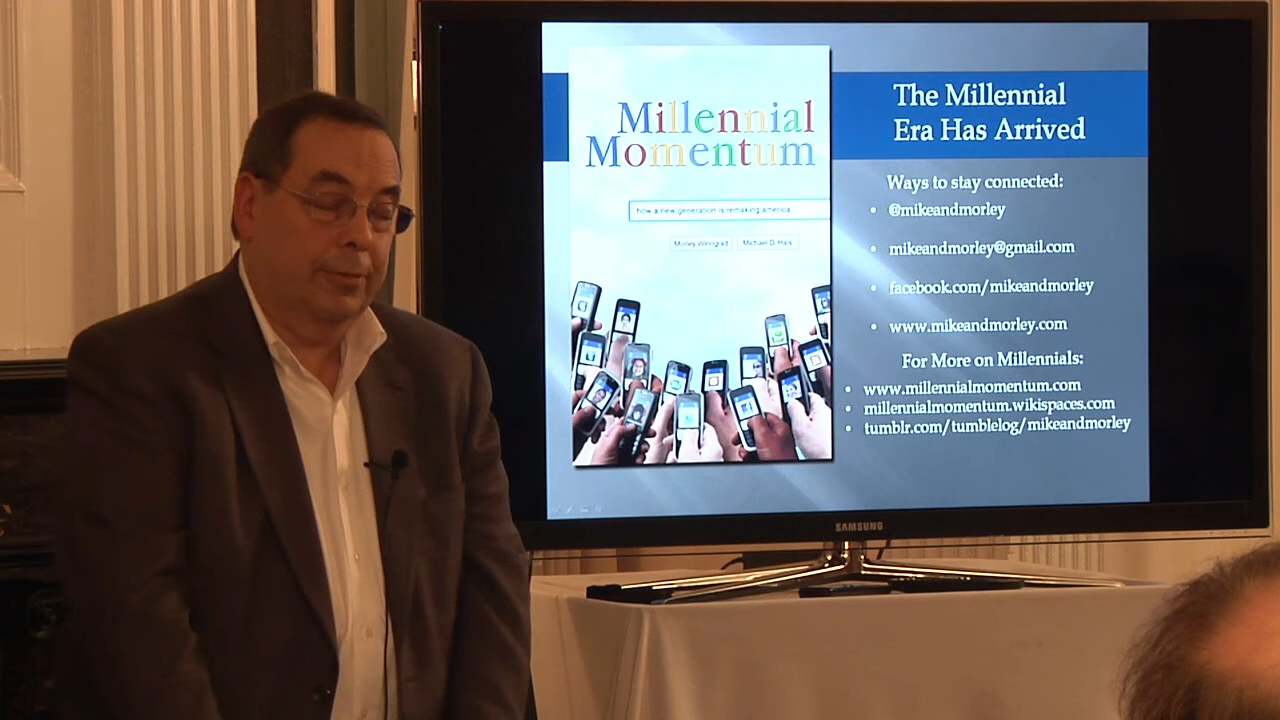 Millennial
Momentum
how a new generation is remaking america
Morley Winograd
Michael D. Hais
The Millennial
Era Has Arrived
Ways to stay connected:
• @mikeandmorley
• mikeandmorley@gmail.com
• facebook.com/mikeandmorley
• www.mikeandmorley.com
For More on Millennials:
• www.millennialmomentum.com
• millennialmomentum.wikispaces.com
• tumblr.com/tumblelog/mikeandmorley
SAMSUNG